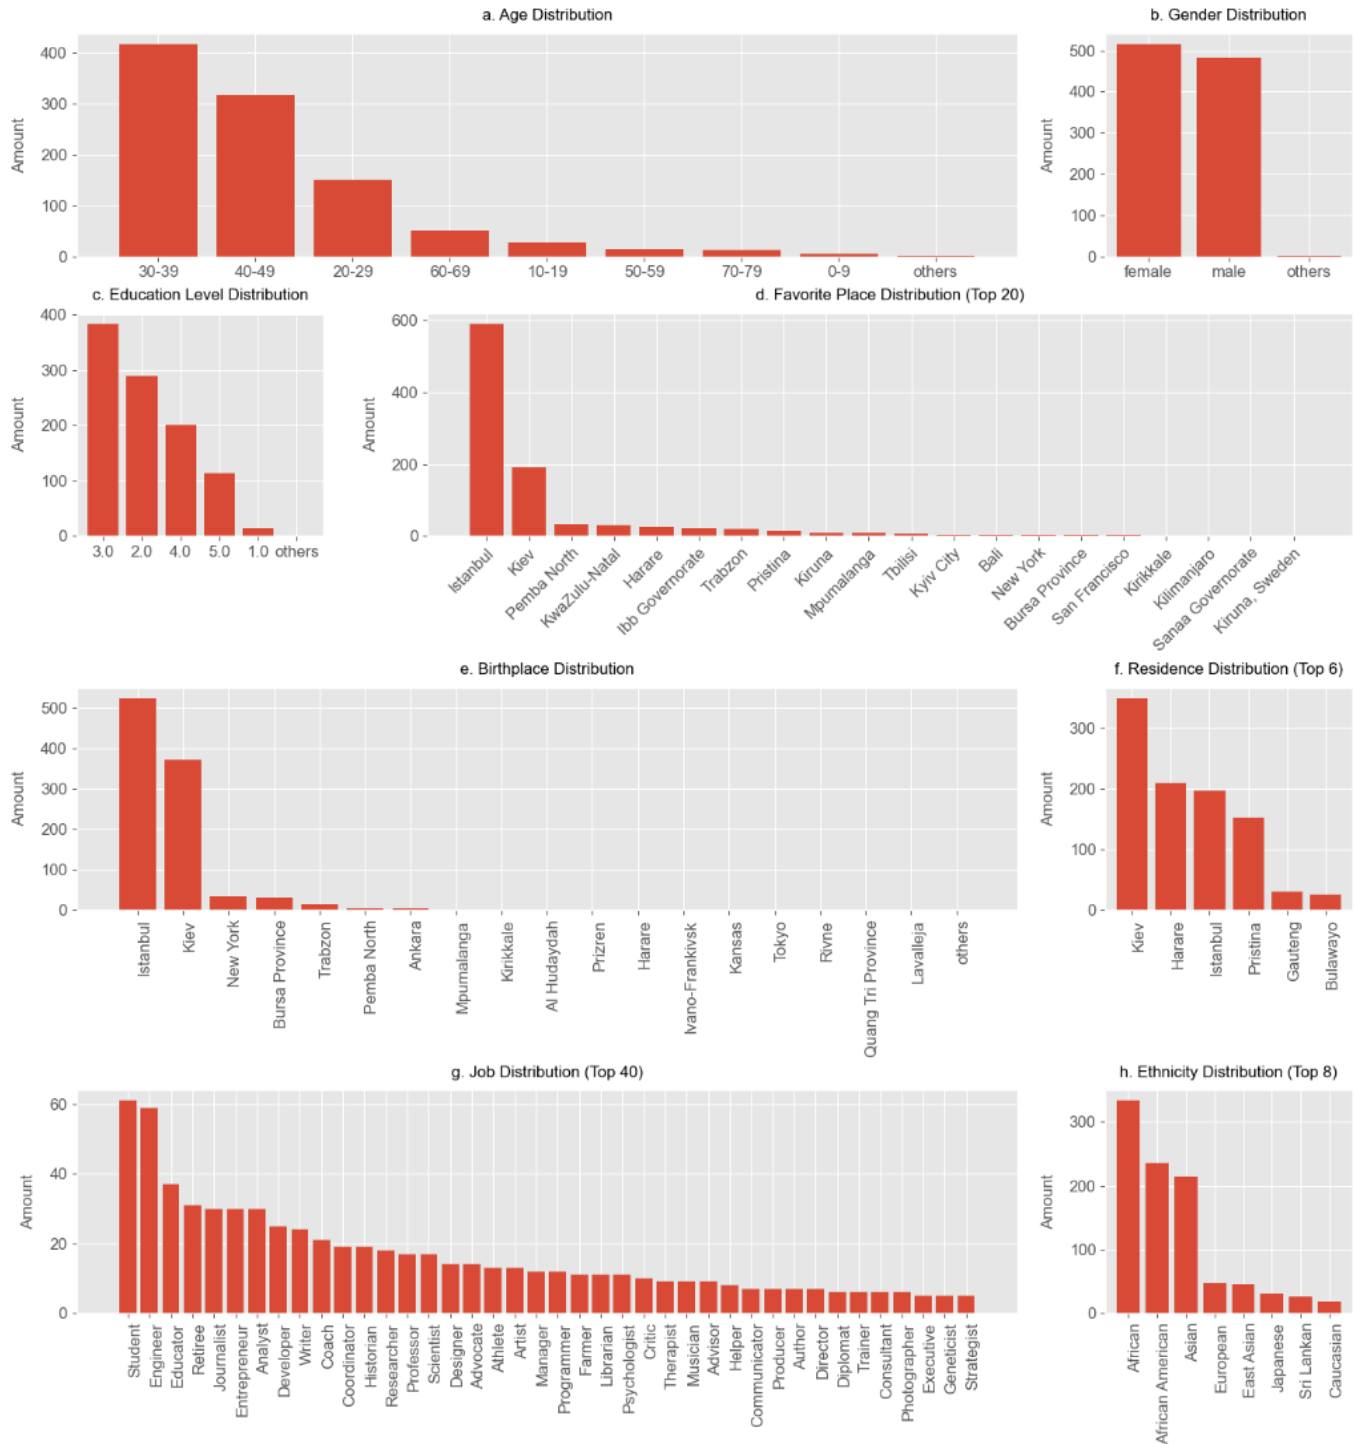 a. Age Distribution
Amount
400
300
200
100
0
30-39 40-49 20-29 60-69 10-19 50-59 70-79 0-9 others
b. Gender Distribution
Amount
500
400
300
200
100
0
female male others
c. Education Level Distribution
Amount
400
300
200
100
0
3.0 2.0 4.0 5.0 1.0 others
d. Favorite Place Distribution (Top 20)
Amount
600
400
200
0
Istanbul
Kiev
Pemba North
KwaZulu-Natal
Harare
Ibb Governorate
Trabzon
Pristina
Kiruna
Mpumalanga
Tbilisi
Kyiv City
Bali
New York
Bursa Province
San Francisco
Kirikkale
Kilimanjaro
Sanaa Governorate
Kiruna, Sweden
e. Birthplace Distribution
Amount
500
400
300
200
100
0
Istanbul
Kiev
New York
Bursa Province
Trabzon
Pemba North
Ankara
Mpumalanga
Kirikkale
Al Hudaydah
Prizren
Harare
Ivano-Frankivsk
Kansas
Tokyo
Rivne
Quang Tri Province
Lavalleja
others
f. Residence Distribution (Top 6)
Amount
300
200
100
0
Kiev
Harare
Istanbul
Pristina
Gauteng
Bulawayo
g. Job Distribution (Top 40)
Amount
60
40
20
0
Student
Engineer
Educator
Retiree
Journalist
Entrepreneur
Analyst
Developer
Writer
Coach
Coordinator
Historian
Researcher
Professor
Scientist
Designer
Advocate
Athlete
Artist
Manager
Programmer
Farmer
Librarian
Psychologist
Critic
Therapist
Musician
Advisor
Helper
Communicator
Producer
Author
Director
Diplomat
Trainer
Consultant
Photographer
Executive
Geneticist
Strategist
h. Ethnicity Distribution (Top 8)
Amount
300
200
100
0
African
African American
Asian
European
East Asian
Japanese
Sri Lankan
Caucasian